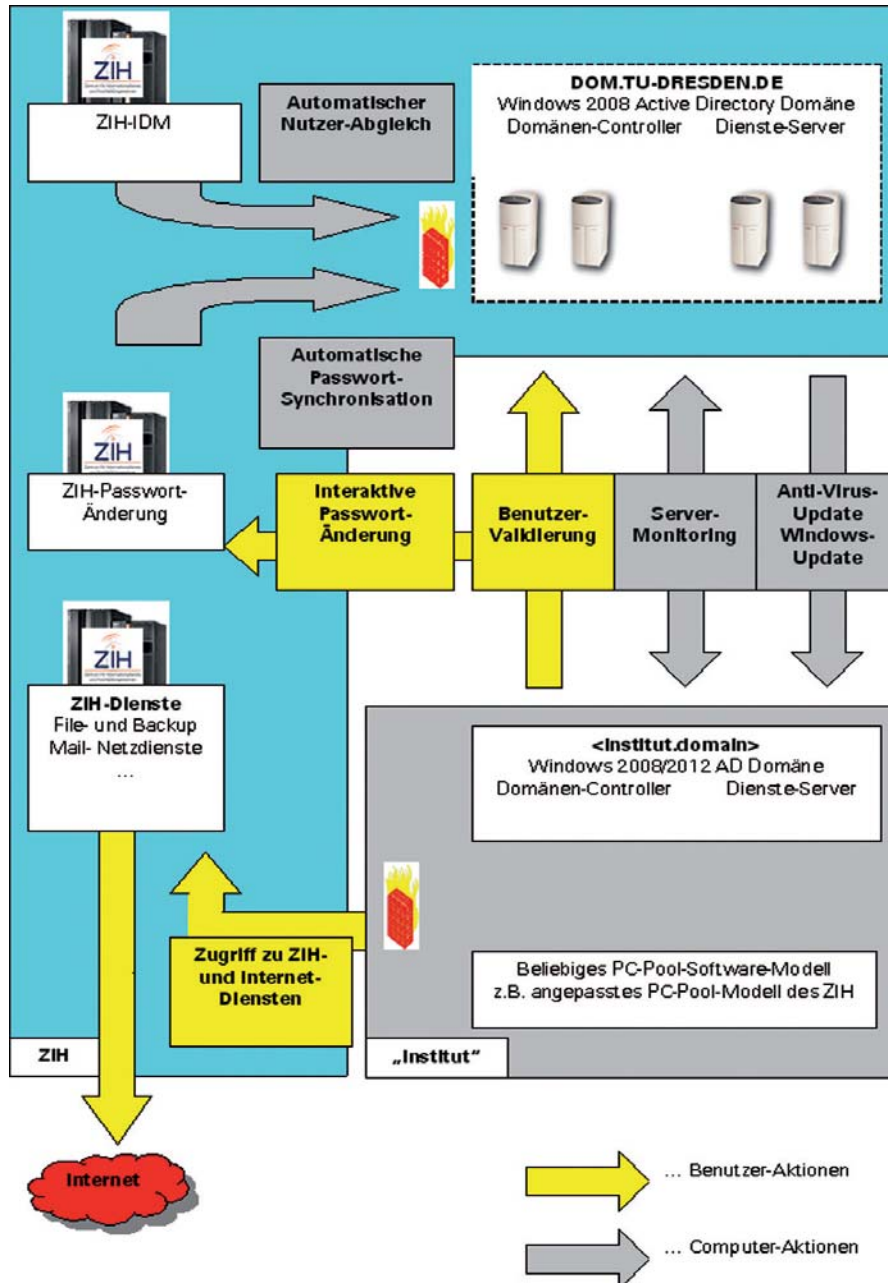 ZIH
ZIH-IDM
Automatischer
Nutzer-Abgleich
DOM.TU-DRESDEN.DE
Windows 2008 Active Directory Domäne
Domänen-Controller Dienste-Server
Automatische
Passwort-
Synchronisation
ZIH
ZIH-Passwort-
Änderung
Interaktive
Passwort-
Änderung
Benutzer-
Validierung
Server-
Monitoring
Anti-Virus-
Update
Windows-
Update
ZIH
ZIH-Dienste
File- und Backup
Mail- Netzdienste
...
<Institut.domain>
Windows 2008/2012 AD Domäne
Domänen-Controller Dienste-Server
Zugriff zu ZIH-
und Internet-
Diensten
Beliebiges PC-Pool-Software-Modell
z.B. angepasstes PC-Pool-Modell des ZIH
ZIH
„Institut“
Internet
... Benutzer-Aktionen
... Computer-Aktionen